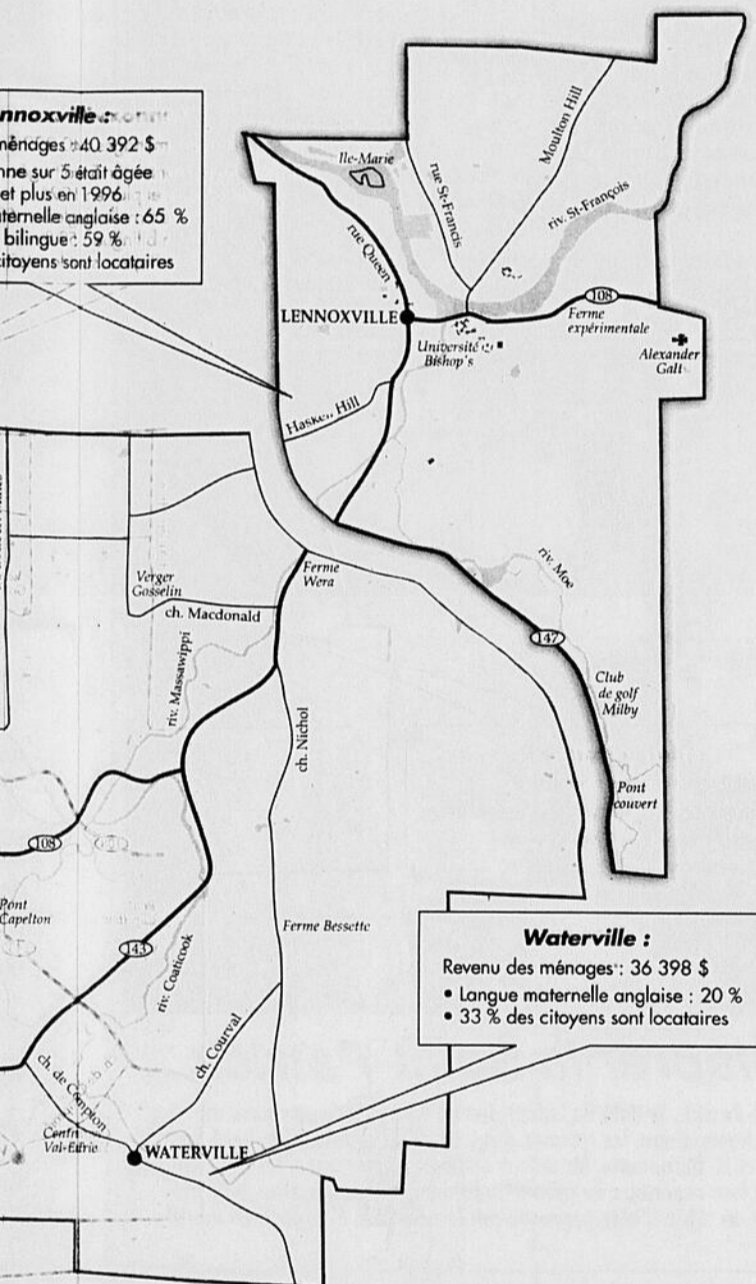 nnoxville :
ménages : 40 392 $
nne sur 5 était âgée
et plus en 1996
aternelle anglaise : 65 %
bilingue : 59 %
citoyens sont locataires
Moulton Hill
Ile-Marie
rue St-Francis
riv. St-François
rue Queen
LENNOXVILLE
108
Ferme
expérimentale
Université
Bishop's
Alexander
Galt
Hill
Ferme
Wera
Verger
Gosselin
ch. Macdonald
riv. Moe
147
riv. Massawippi
Club
de golf
Milby
ch. Nichol
Pont
couvert
108
Pont
Capelton
Ferme Bessette
143
riv. Coaticook
Waterville :
Revenu des ménages : 36 398 $
• Langue maternelle anglaise : 20 %
• 33 % des citoyens sont locataires
ch. Courval
ch. de Compton
WATERVILLE